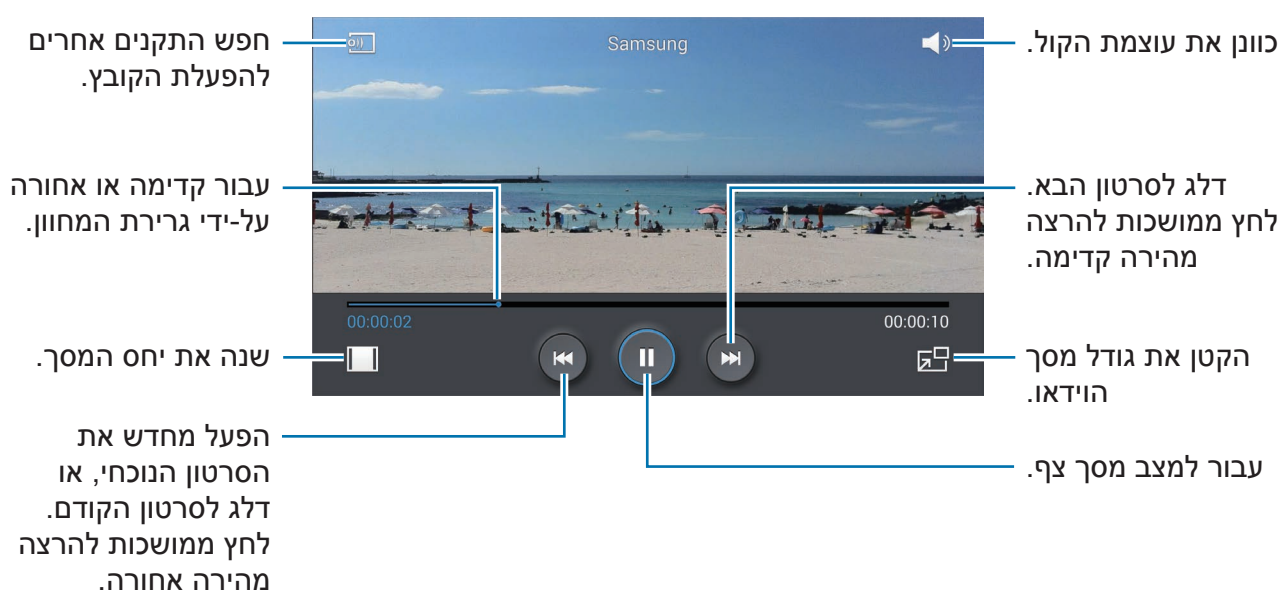 חפש התקנים אחרים
להפעלת הקובץ.
Samsung
כוונן את עוצמת הקול.
עבור קדימה או אחורה
על-ידי גרירת המחוון.
דלג לסרטון הבא.
לחץ ממושכות להרצה
מהירה קדימה.
00:00:02
00:00:10
שנה את יחס המסך.
הקטן את גודל מסך
הוידאו.
הפעל מחדש את
הסרטון הנוכחי, או
דלג לסרטון הקודם.
לחץ ממושכות להרצה
מהירה אחורה.
עבור למצב מסך צף.